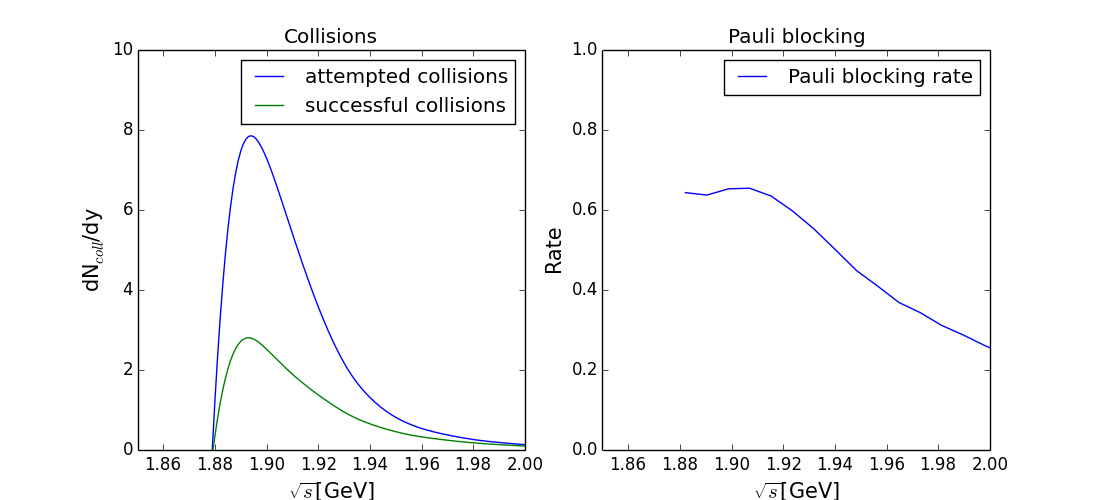 Collisions
10
8
6
4
2
0
dN_{coll}/dy
attempted collisions
successful collisions
1.86 1.88 1.90 1.92 1.94 1.96 1.98 2.00
√s[GeV]
Pauli blocking
1.0
0.8
0.6
0.4
0.2
0.0
Rate
Pauli blocking rate
1.86 1.88 1.90 1.92 1.94 1.96 1.98 2.00
√s[GeV]